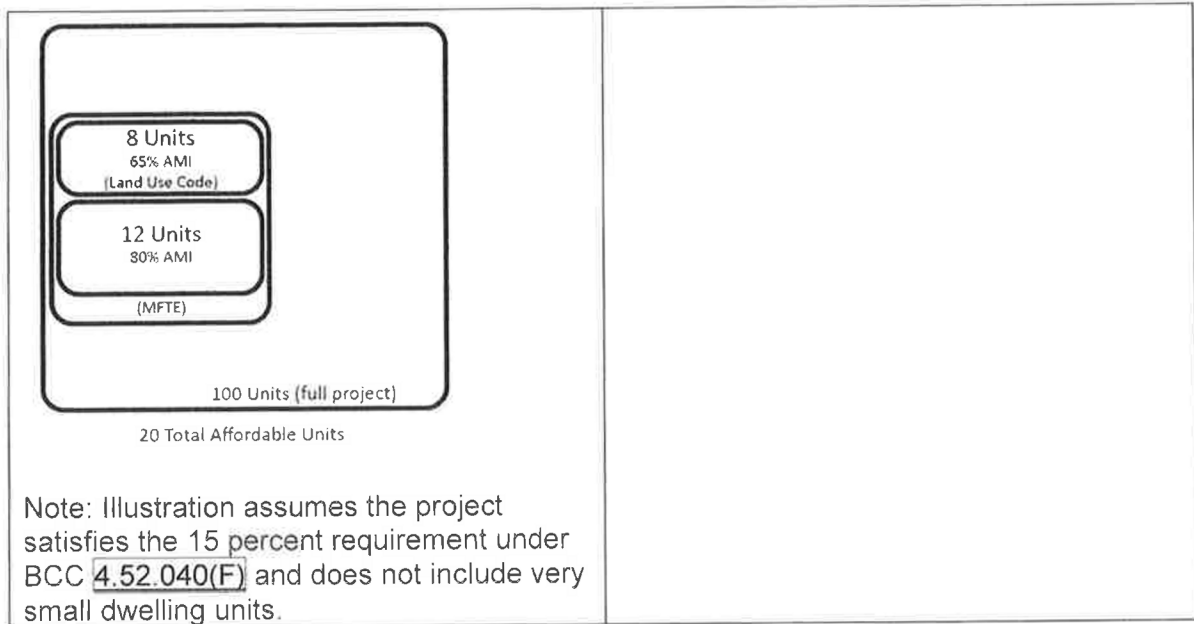 8 Units
65% AMI
(Land Use Code)
12 Units
80% AMI
(MFTE)
100 Units (full project)
20 Total Affordable Units
Note: Illustration assumes the project
satisfies the 15 percent requirement under
BCC 4.52.040(F) and does not include very
small dwelling units.